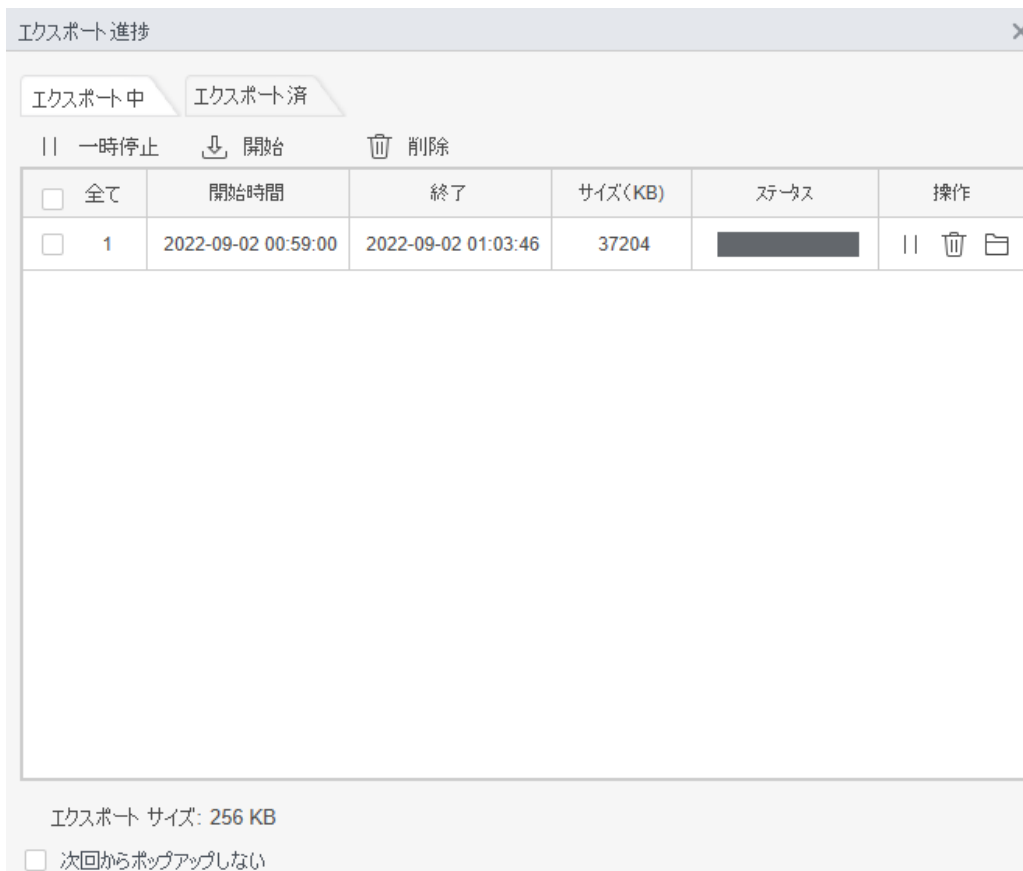 エクスポート進捗
エクスポート中 エクスポート済
一時停止 開始 削除
全て 開始時間 終了 サイズ(KB) ステータス 操作
1 2022-09-02 00:59:00 2022-09-02 01:03:46 37204
エクスポート サイズ: 256 KB
次回からポップアップしない